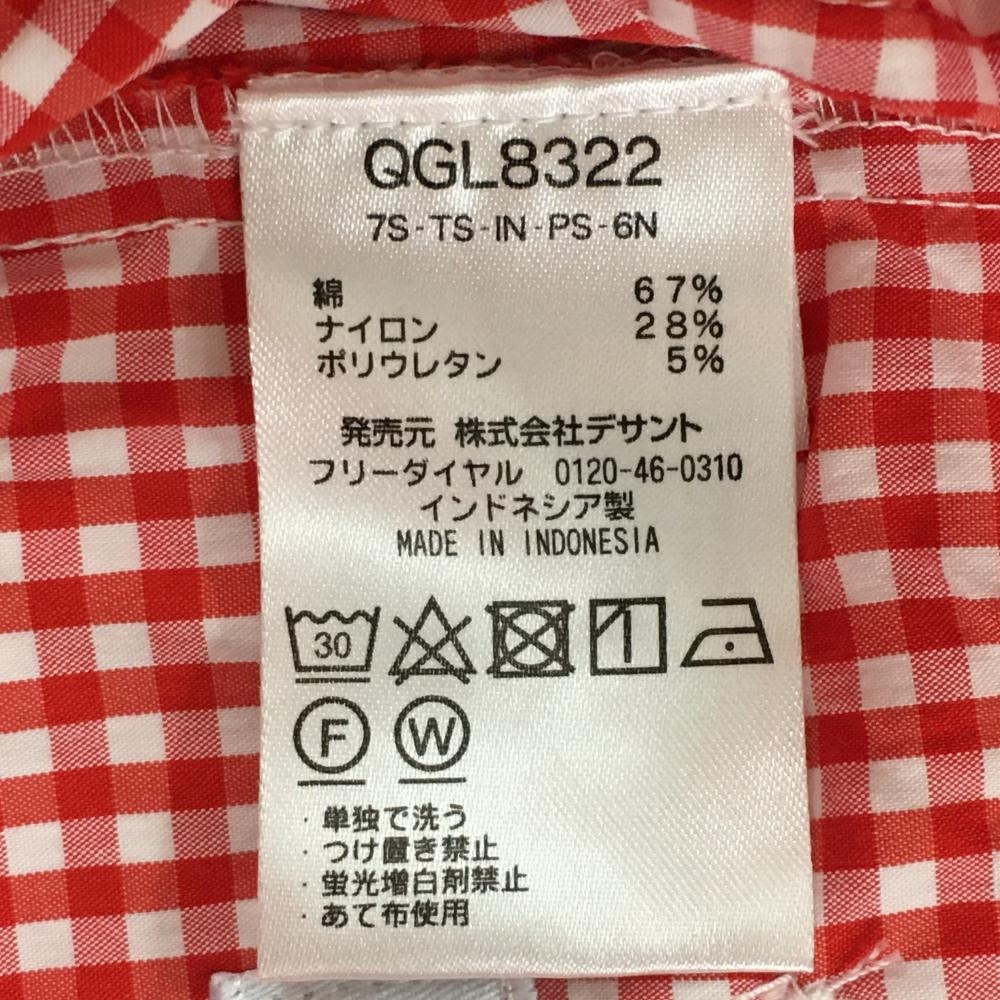 QGL8322
7S-TS-IN-PS-6N
綿 67%
ナイロン 28%
ポリウレタン 5%
発売元 株式会社デサント
フリーダイヤル 0120-46-0310
インドネシア製
MADE IN INDONESIA
30
F W
・単独で洗う
・つけ置き禁止
・蛍光増白剤禁止
・あて布使用